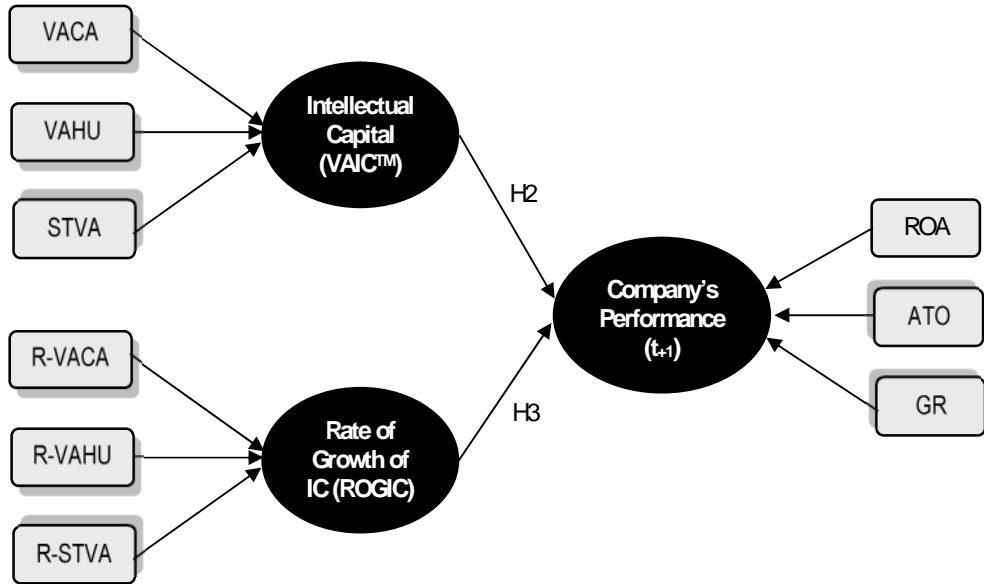 VACA
VAHU
STVA
Intellectual
Capital
(VAIC™)
H2
R-VACA
R-VAHU
R-STVA
Rate of
Growth of
IC (ROGIC)
H3
Company's
Performance
(t+1)
ROA
ATO
GR